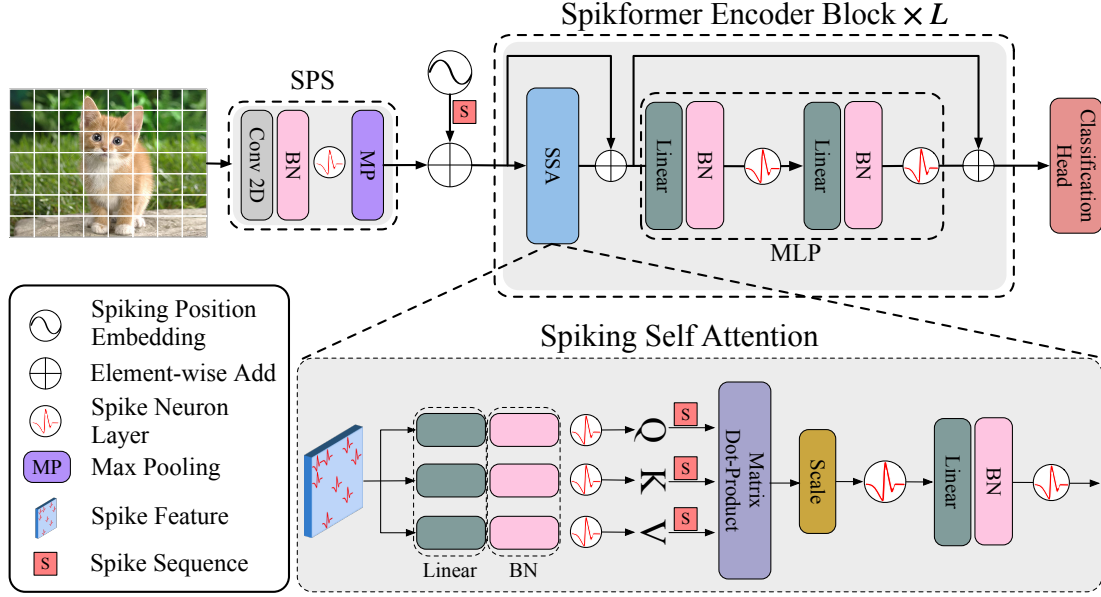 Spikformer Encoder Block × L
SPS
S
Conv 2D
BN
MP
SSA
Linear
BN
Linear
BN
MLP
Classification
Head
Spiking Position
Embedding
Element-wise Add
Spike Neuron
Layer
MP
Max Pooling
Spike Feature
S
Spike Sequence
Spiking Self Attention
Linear
BN
Q
K
V
S
S
S
Matrix
Dot-Product
Scale
Linear
BN